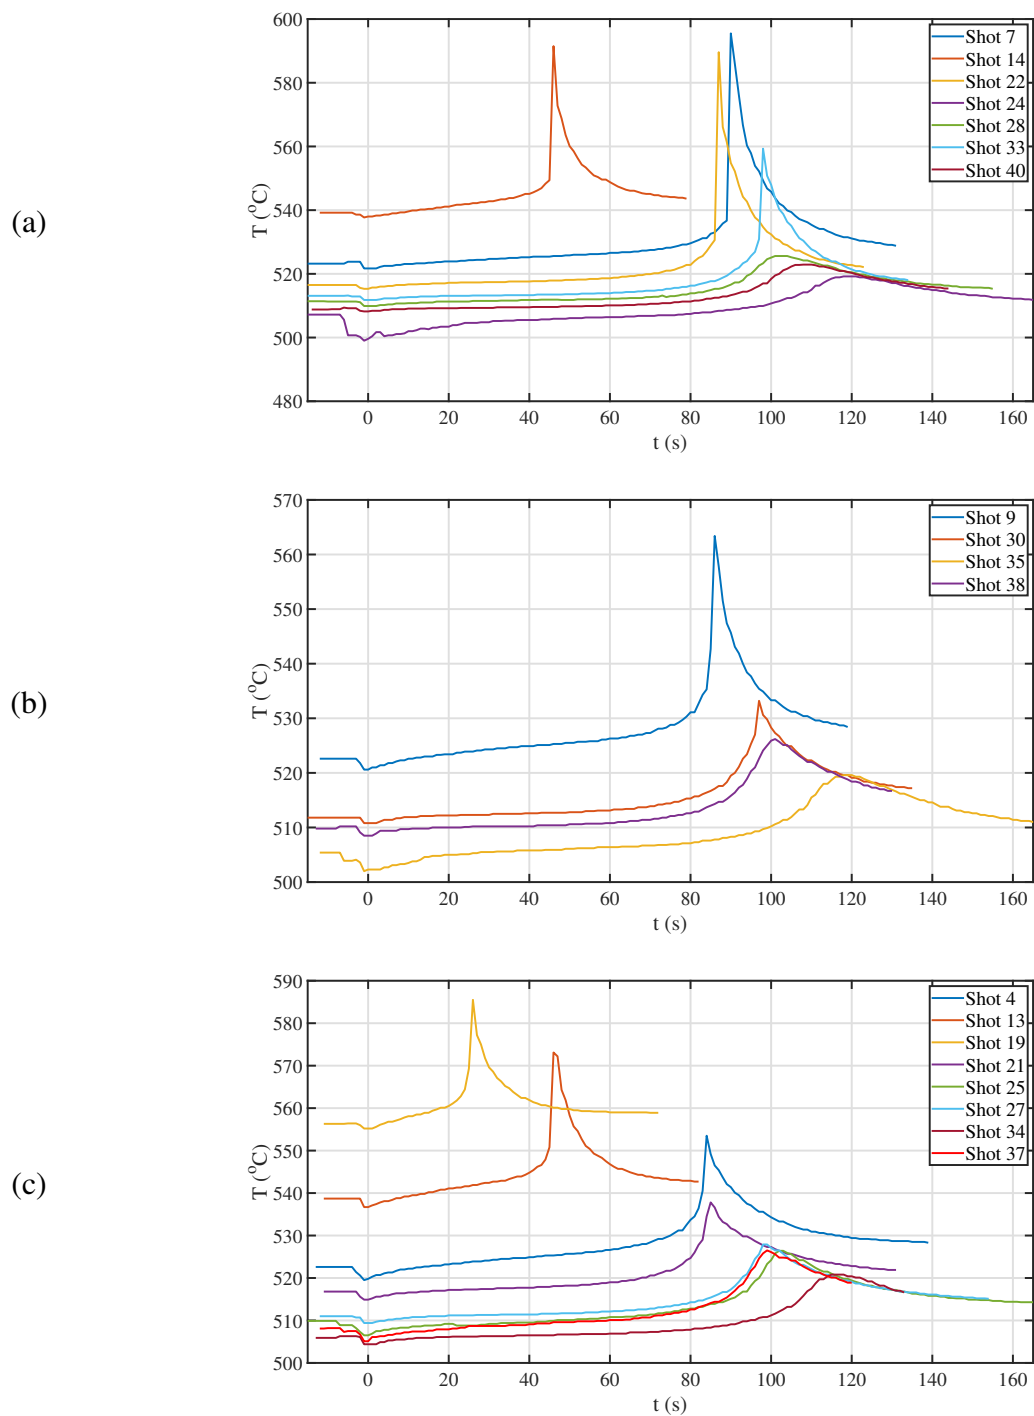 (a)
600
580
560
540
520
500
480
T (°C)
0 20 40 60 80 100 120 140 160
t (s)
Shot 7
Shot 14
Shot 22
Shot 24
Shot 28
Shot 33
Shot 40
(b)
570
560
550
540
530
520
510
500
T (°C)
0 20 40 60 80 100 120 140 160
t (s)
Shot 9
Shot 30
Shot 35
Shot 38
(c)
590
580
570
560
550
540
530
520
510
500
T (°C)
0 20 40 60 80 100 120 140 160
t (s)
Shot 4
Shot 13
Shot 19
Shot 21
Shot 25
Shot 27
Shot 34
Shot 37